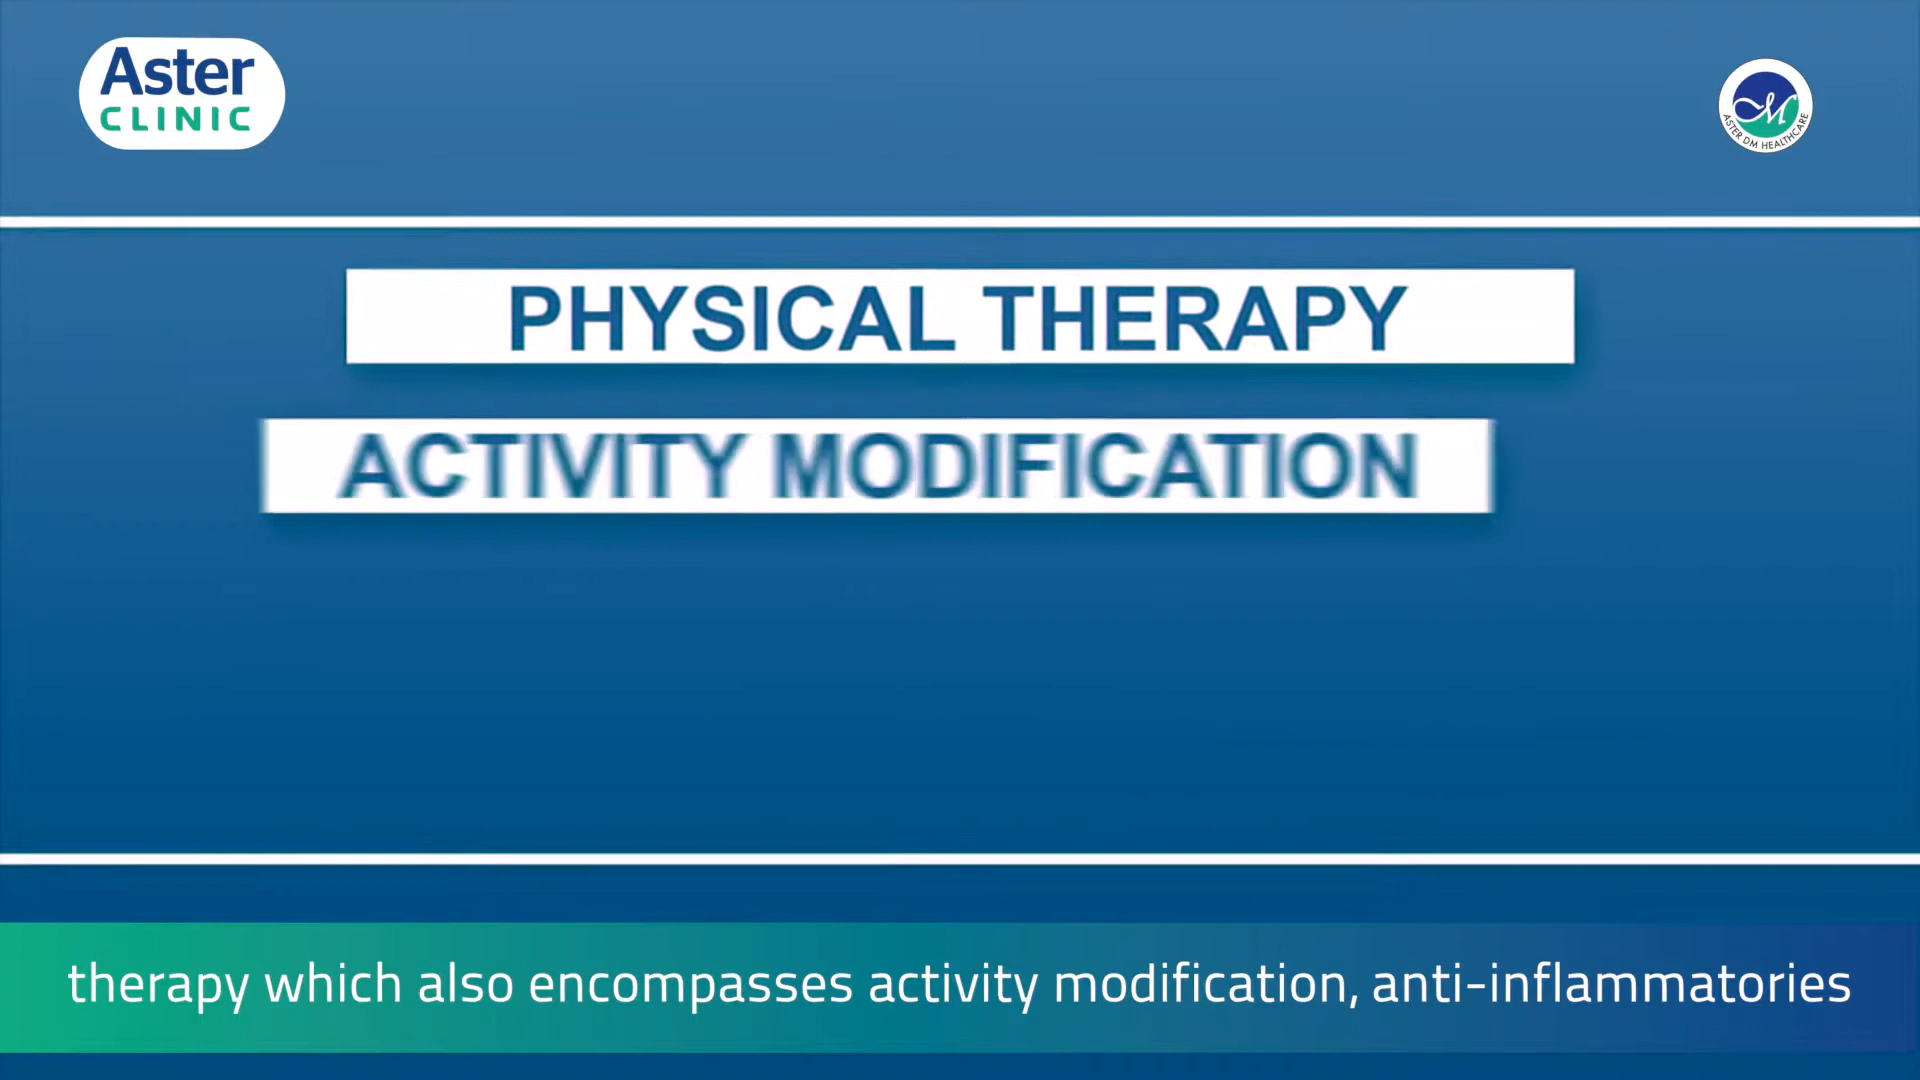 Aster
CLINIC
ASTER DM HEALTHCARE
PHYSICAL THERAPY
ACTIVITY MODIFICATION
therapy which also encompasses activity modification, anti-inflammatories